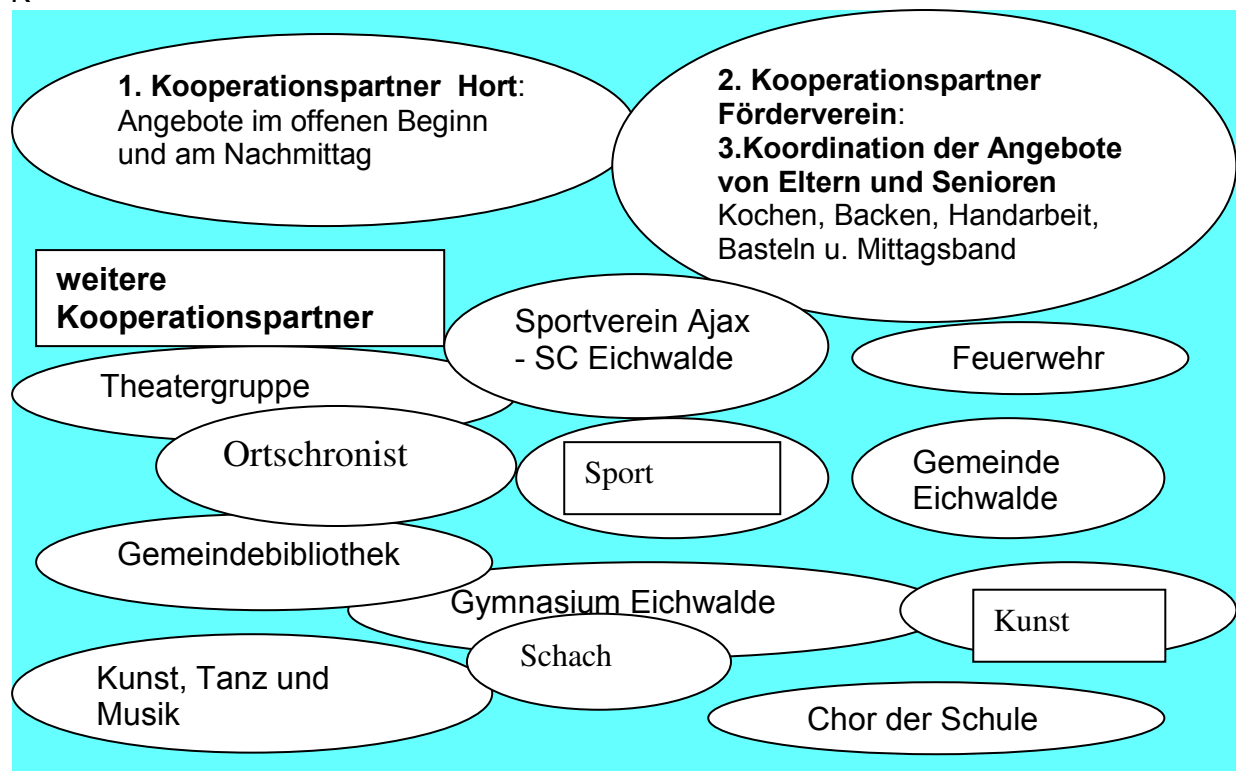 1. Kooperationspartner Hort:
Angebote im offenen Beginn
und am Nachmittag
2. Kooperationspartner
Förderverein:
3.Koordination der Angebote
von Eltern und Senioren
Kochen, Backen, Handarbeit,
Basteln u. Mittagsband
weitere
Kooperationspartner
Sportverein Ajax
- SC Eichwalde
Feuerwehr
Theatergruppe
Ortschronist
Sport
Gemeinde
Eichwalde
Gemeindebibliothek
Gymnasium Eichwalde
Kunst
Schach
Kunst, Tanz und
Musik
Chor der Schule